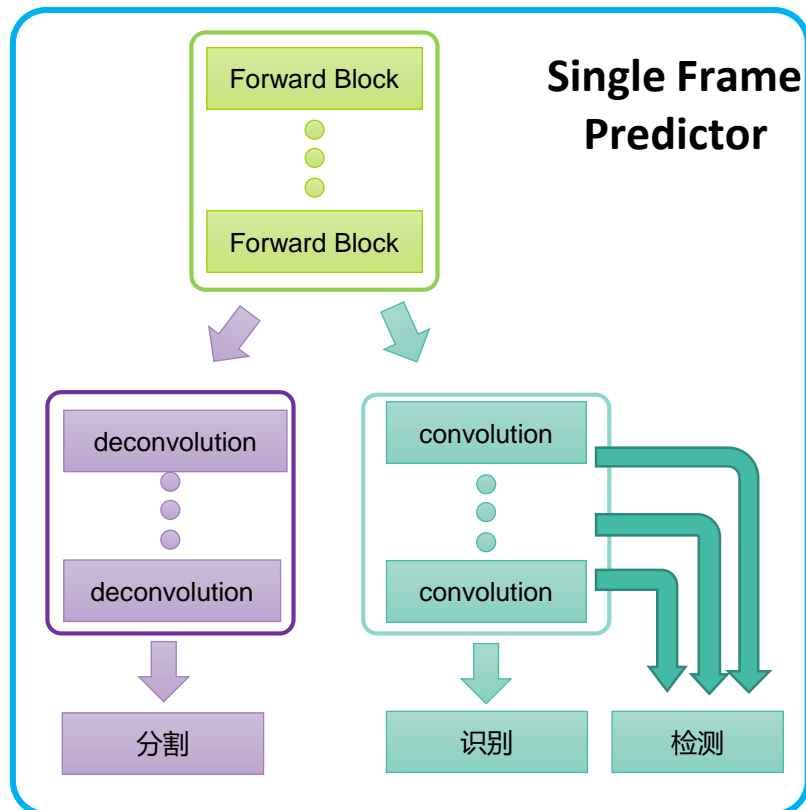 Single Frame
Predictor
Forward Block
Forward Block
deconvolution
deconvolution
convolution
convolution
分割
识别
检测